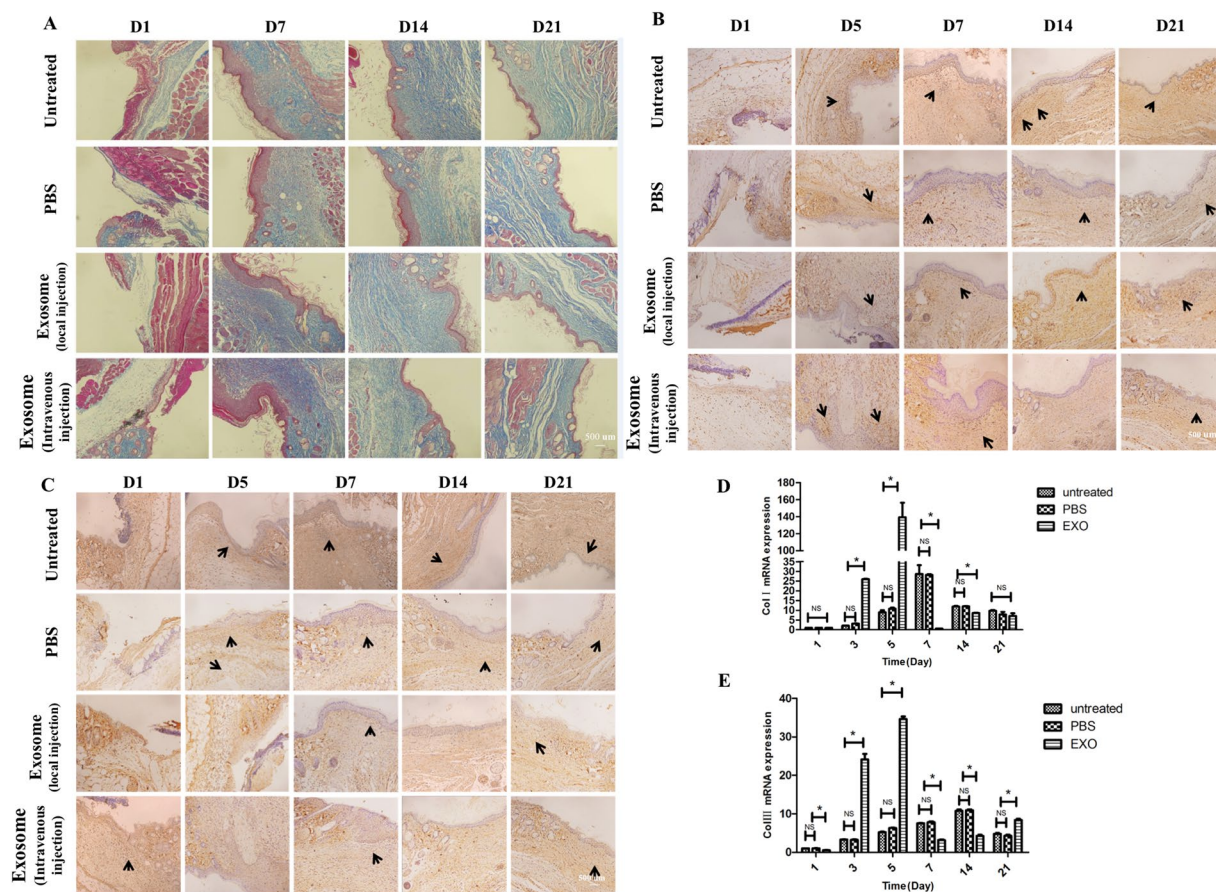 A
D1 D7 D14 D21
Untreated
PBS
Exosome
(local injection)
Exosome
(Intravenous
injection)
500 um
B
D1 D5 D7 D14 D21
Untreated
PBS
Exosome
(local injection)
Exosome
(Intravenous
injection)
500 um
C
D1 D5 D7 D14 D21
Untreated
PBS
Exosome
(local injection)
Exosome
(Intravenous
injection)
500 um
D
Col Ⅰ mRNA expression
180
160
140
120
100
80
60
40
30
25
20
15
10
5
0
NS NS * NS * NS * NS * NS
1 3 5 7 14 21
Time(Day)
untreated
PBS
EXO
E
ColⅢ mRNA expression
40
30
20
10
0
NS * NS * NS * NS * NS * NS *
1 3 5 7 14 21
Time(Day)
untreated
PBS
EXO